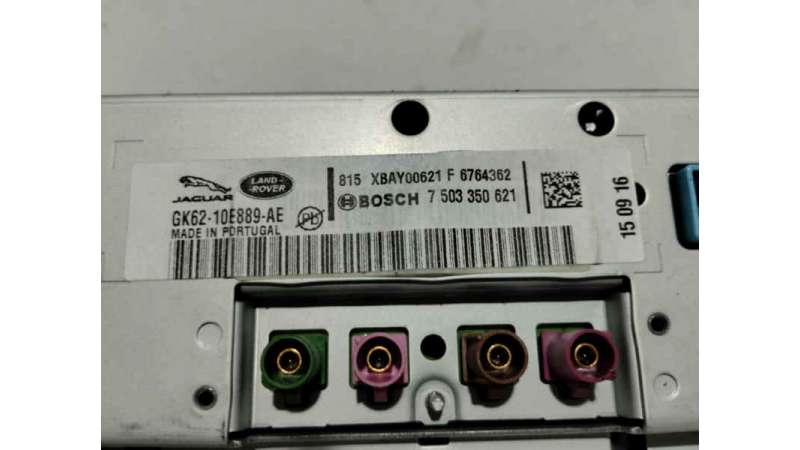 JAGUAR
LAND-ROVER
815 XBAY00621 F 6764362
BOSCH 7 503 350 621
GK62-10E889-AE Pb
MADE IN PORTUGAL
15 09 16